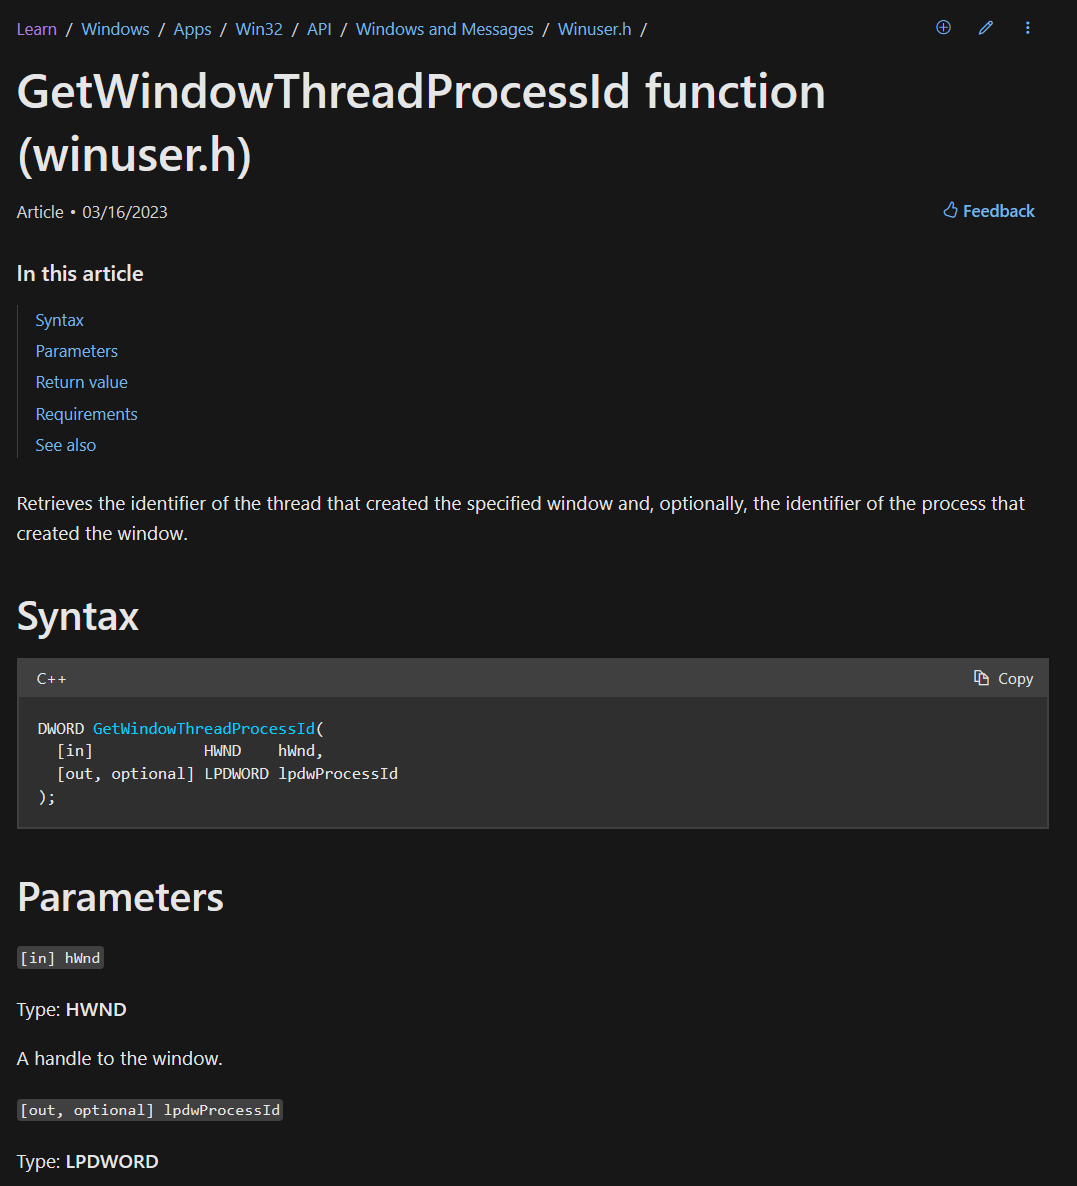 Learn / Windows / Apps / Win32 / API / Windows and Messages / Winuser.h /
GetWindowThreadProcessId function
(winuser.h)
Article • 03/16/2023
Feedback
In this article
Syntax
Parameters
Return value
Requirements
See also
Retrieves the identifier of the thread that created the specified window and, optionally, the identifier of the process that
created the window.
Syntax
C++
Copy
DWORD GetWindowThreadProcessId(
  [in]            HWND    hWnd,
  [out, optional] LPDWORD lpdwProcessId
);
Parameters
[in] hWnd
Type: HWND
A handle to the window.
[out, optional] lpdwProcessId
Type: LPDWORD